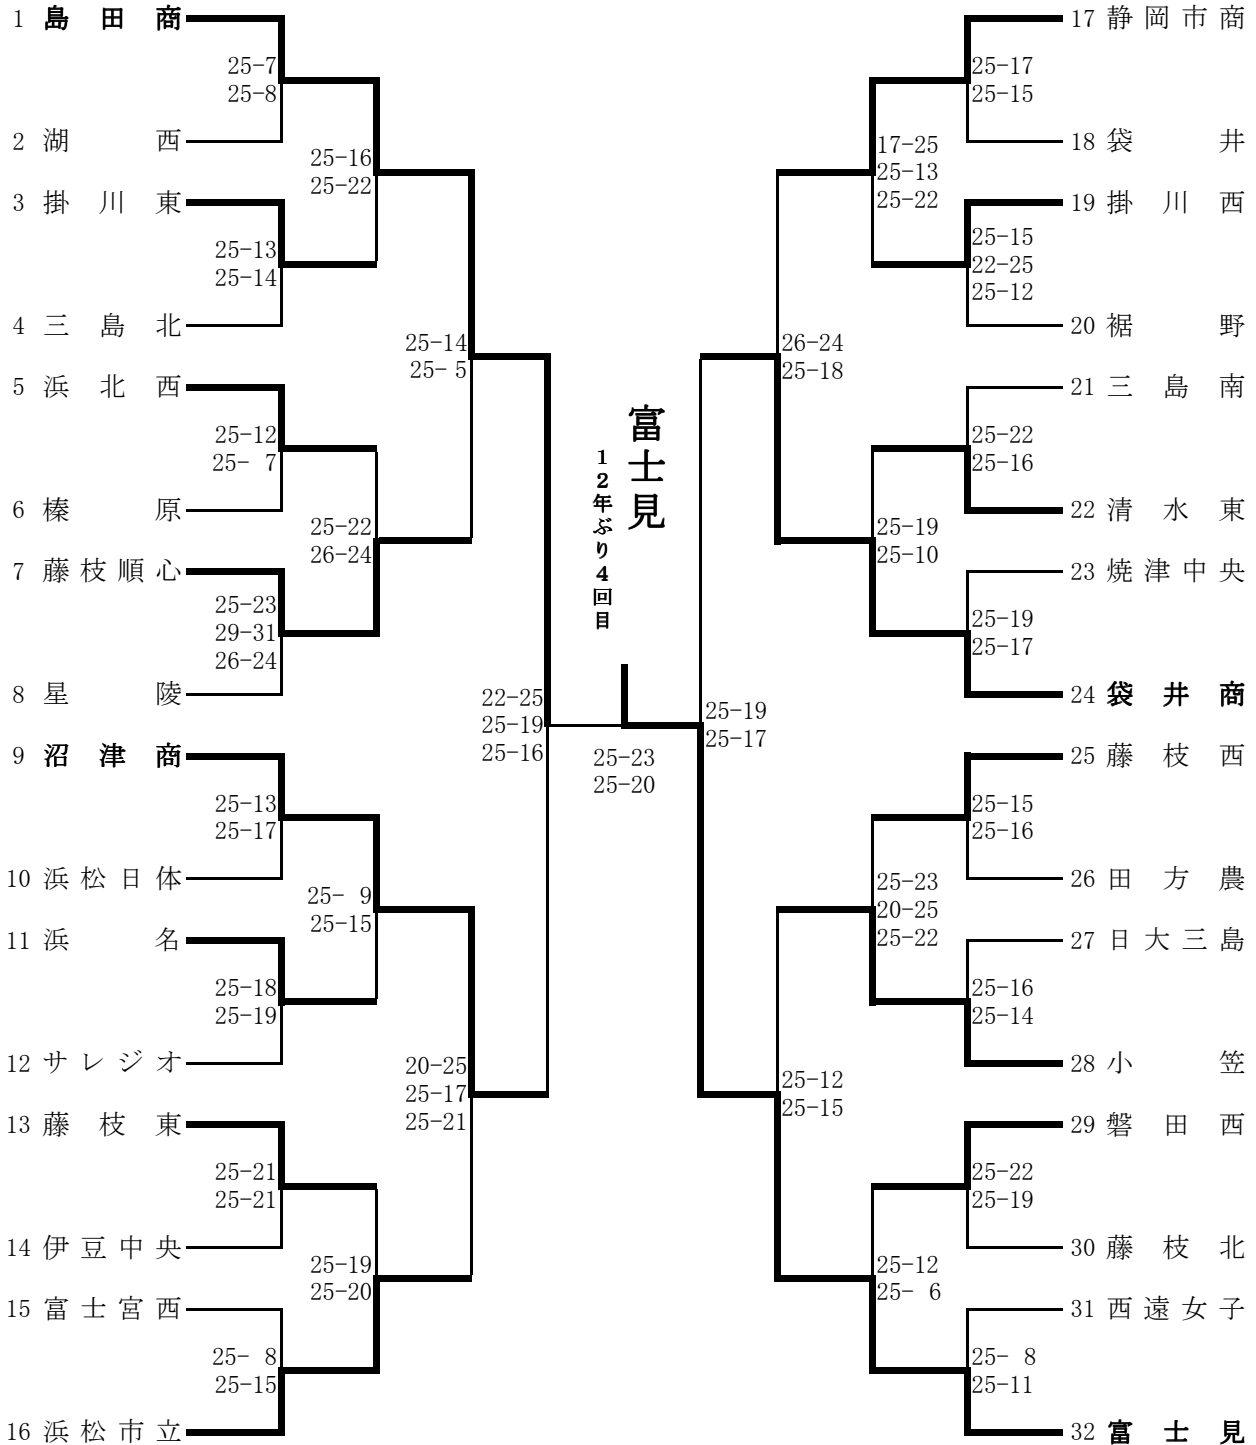 1 島田商
25-7
25-8
2 湖西
25-16
25-22
3 掛川東
25-13
25-14
4 三島北
25-14
25- 5
5 浜北西
25-12
25- 7
6 榛原
25-22
26-24
7 藤枝順心
25-23
29-31
26-24
8 星陵
22-25
25-19
25-16
9 沼津商
25-13
25-17
10 浜松日体
25- 9
25-15
11 浜名
25-18
25-19
12 サレジオ
20-25
25-17
25-21
13 藤枝東
25-21
25-21
14 伊豆中央
25-19
25-20
15 富士宮西
25- 8
25-15
16 浜松市立
富士見
12年ぶり4回目
25-23
25-20
17 静岡市商
25-17
25-15
18 袋井
17-25
25-13
25-22
19 掛川西
25-15
22-25
25-12
20 裾野
26-24
25-18
21 三島南
25-22
25-16
22 清水東
25-19
25-10
23 焼津中央
25-19
25-17
24 袋井商
25-19
25-17
25 藤枝西
25-15
25-16
26 田方農
25-23
20-25
25-22
27 日大三島
25-16
25-14
28 小笠
25-12
25-15
29 磐田西
25-22
25-19
30 藤枝北
25-12
25- 6
31 西遠女子
25- 8
25-11
32 富士見